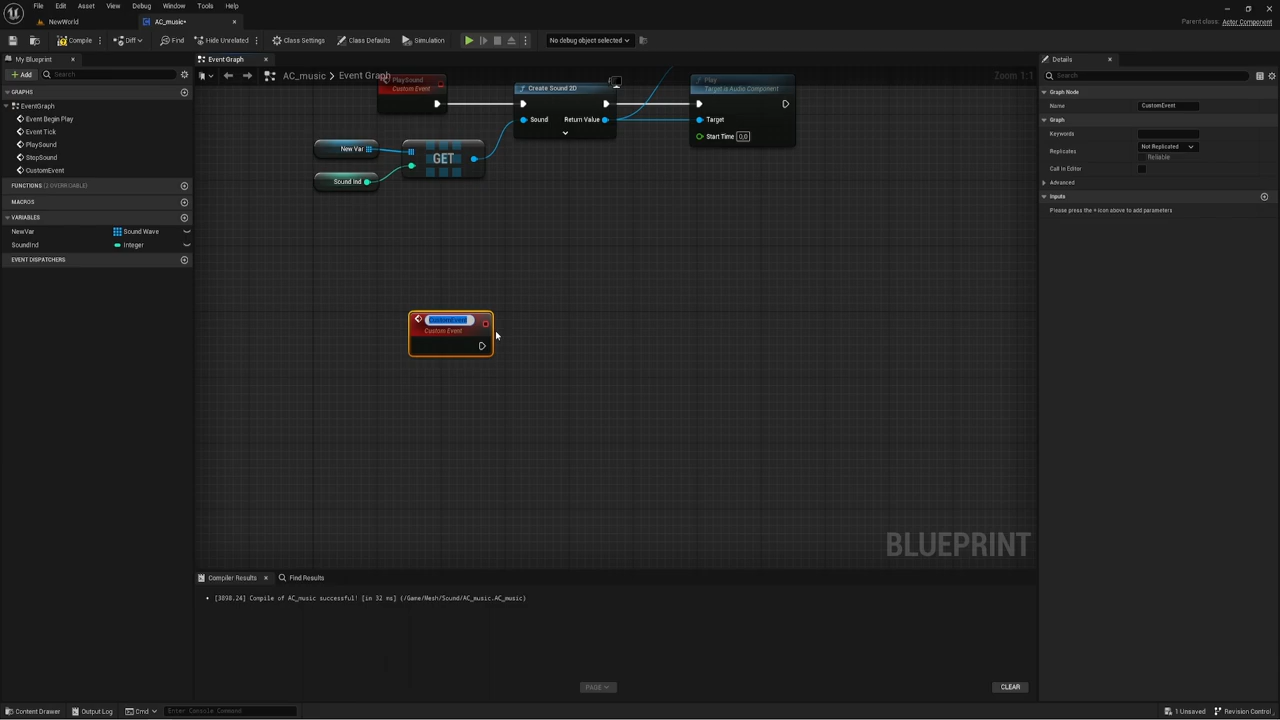 File Edit Asset View Debug Window Tools Help
NewWorld AC_music•
Parent class: Actor Component
Compile Diff Find Hide Unrelated Class Settings Class Defaults Simulation No debug object selected
My Blueprint
Event Graph
Details
Add Search
AC_music > Event Graph
Zoom 1:1
Search
GRAPHS
EventGraph
Event Begin Play
Event Tick
PlaySound
StopSound
CustomEvent
FUNCTIONS (2 OVERRIDABLE)
MACROS
VARIABLES
NewVar Sound Wave
SoundInd Integer
EVENT DISPATCHERS
PlaySound
Custom Event
Create Sound 2D
Sound Return Value
Play
Target is Audio Component
Target
Start Time 0,0
New Var
GET
Sound Ind
CustomEvent
Custom Event
BLUEPRINT
Graph Node
Name CustomEvent
Graph
Keywords
Replicates Not Replicated
Reliable
Call In Editor
Advanced
Inputs
Please press the + icon above to add parameters
Compiler Results Find Results
[3898.24] Compile of AC_music successful! [in 32 ms] (/Game/Mesh/Sound/AC_music.AC_music)
PAGE
CLEAR
Content Drawer Output Log Cmd Enter Console Command
1 Unsaved Revision Control